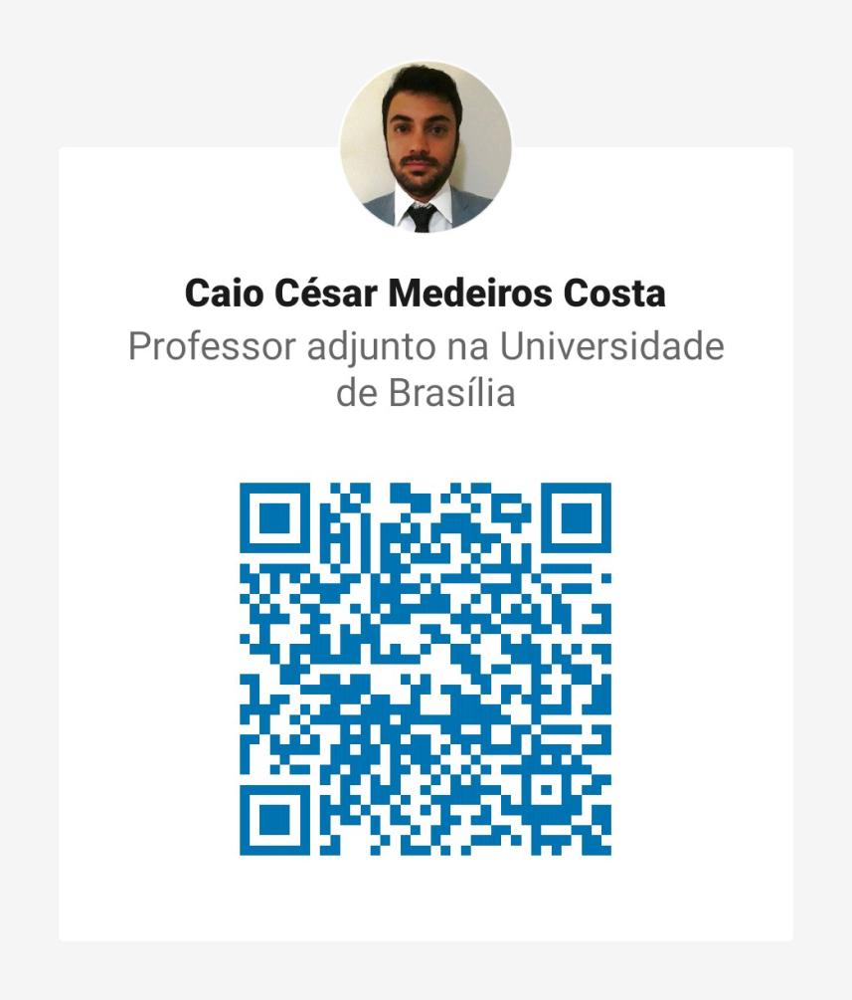 Caio César Medeiros Costa
Professor adjunto na Universidade
de Brasília